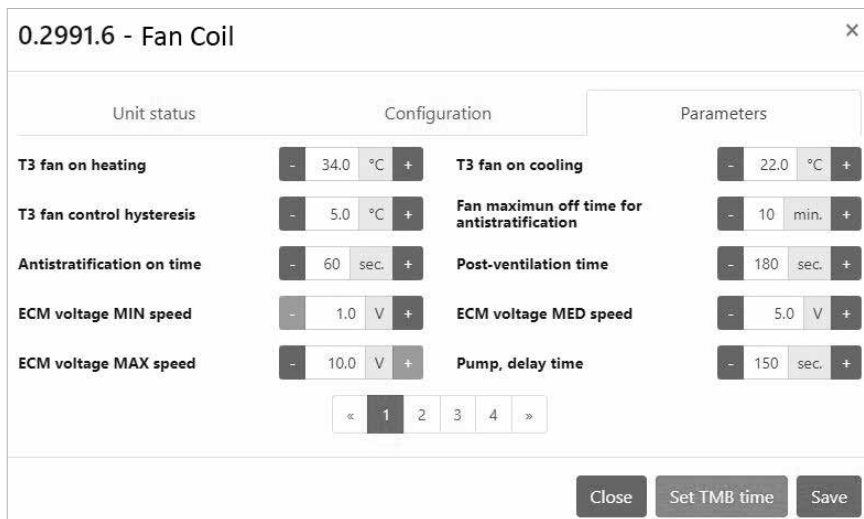 0.2991.6 - Fan Coil ×
Unit status Configuration Parameters
T3 fan on heating - 34.0 °C + T3 fan on cooling - 22.0 °C +
T3 fan control hysteresis - 5.0 °C + Fan maximun off time for
antistratification - 10 min. +
Antistratification on time - 60 sec. + Post-ventilation time - 180 sec. +
ECM voltage MIN speed - 1.0 V + ECM voltage MED speed - 5.0 V +
ECM voltage MAX speed - 10.0 V + Pump, delay time - 150 sec. +
« 1 2 3 4 »
Close Set TMB time Save